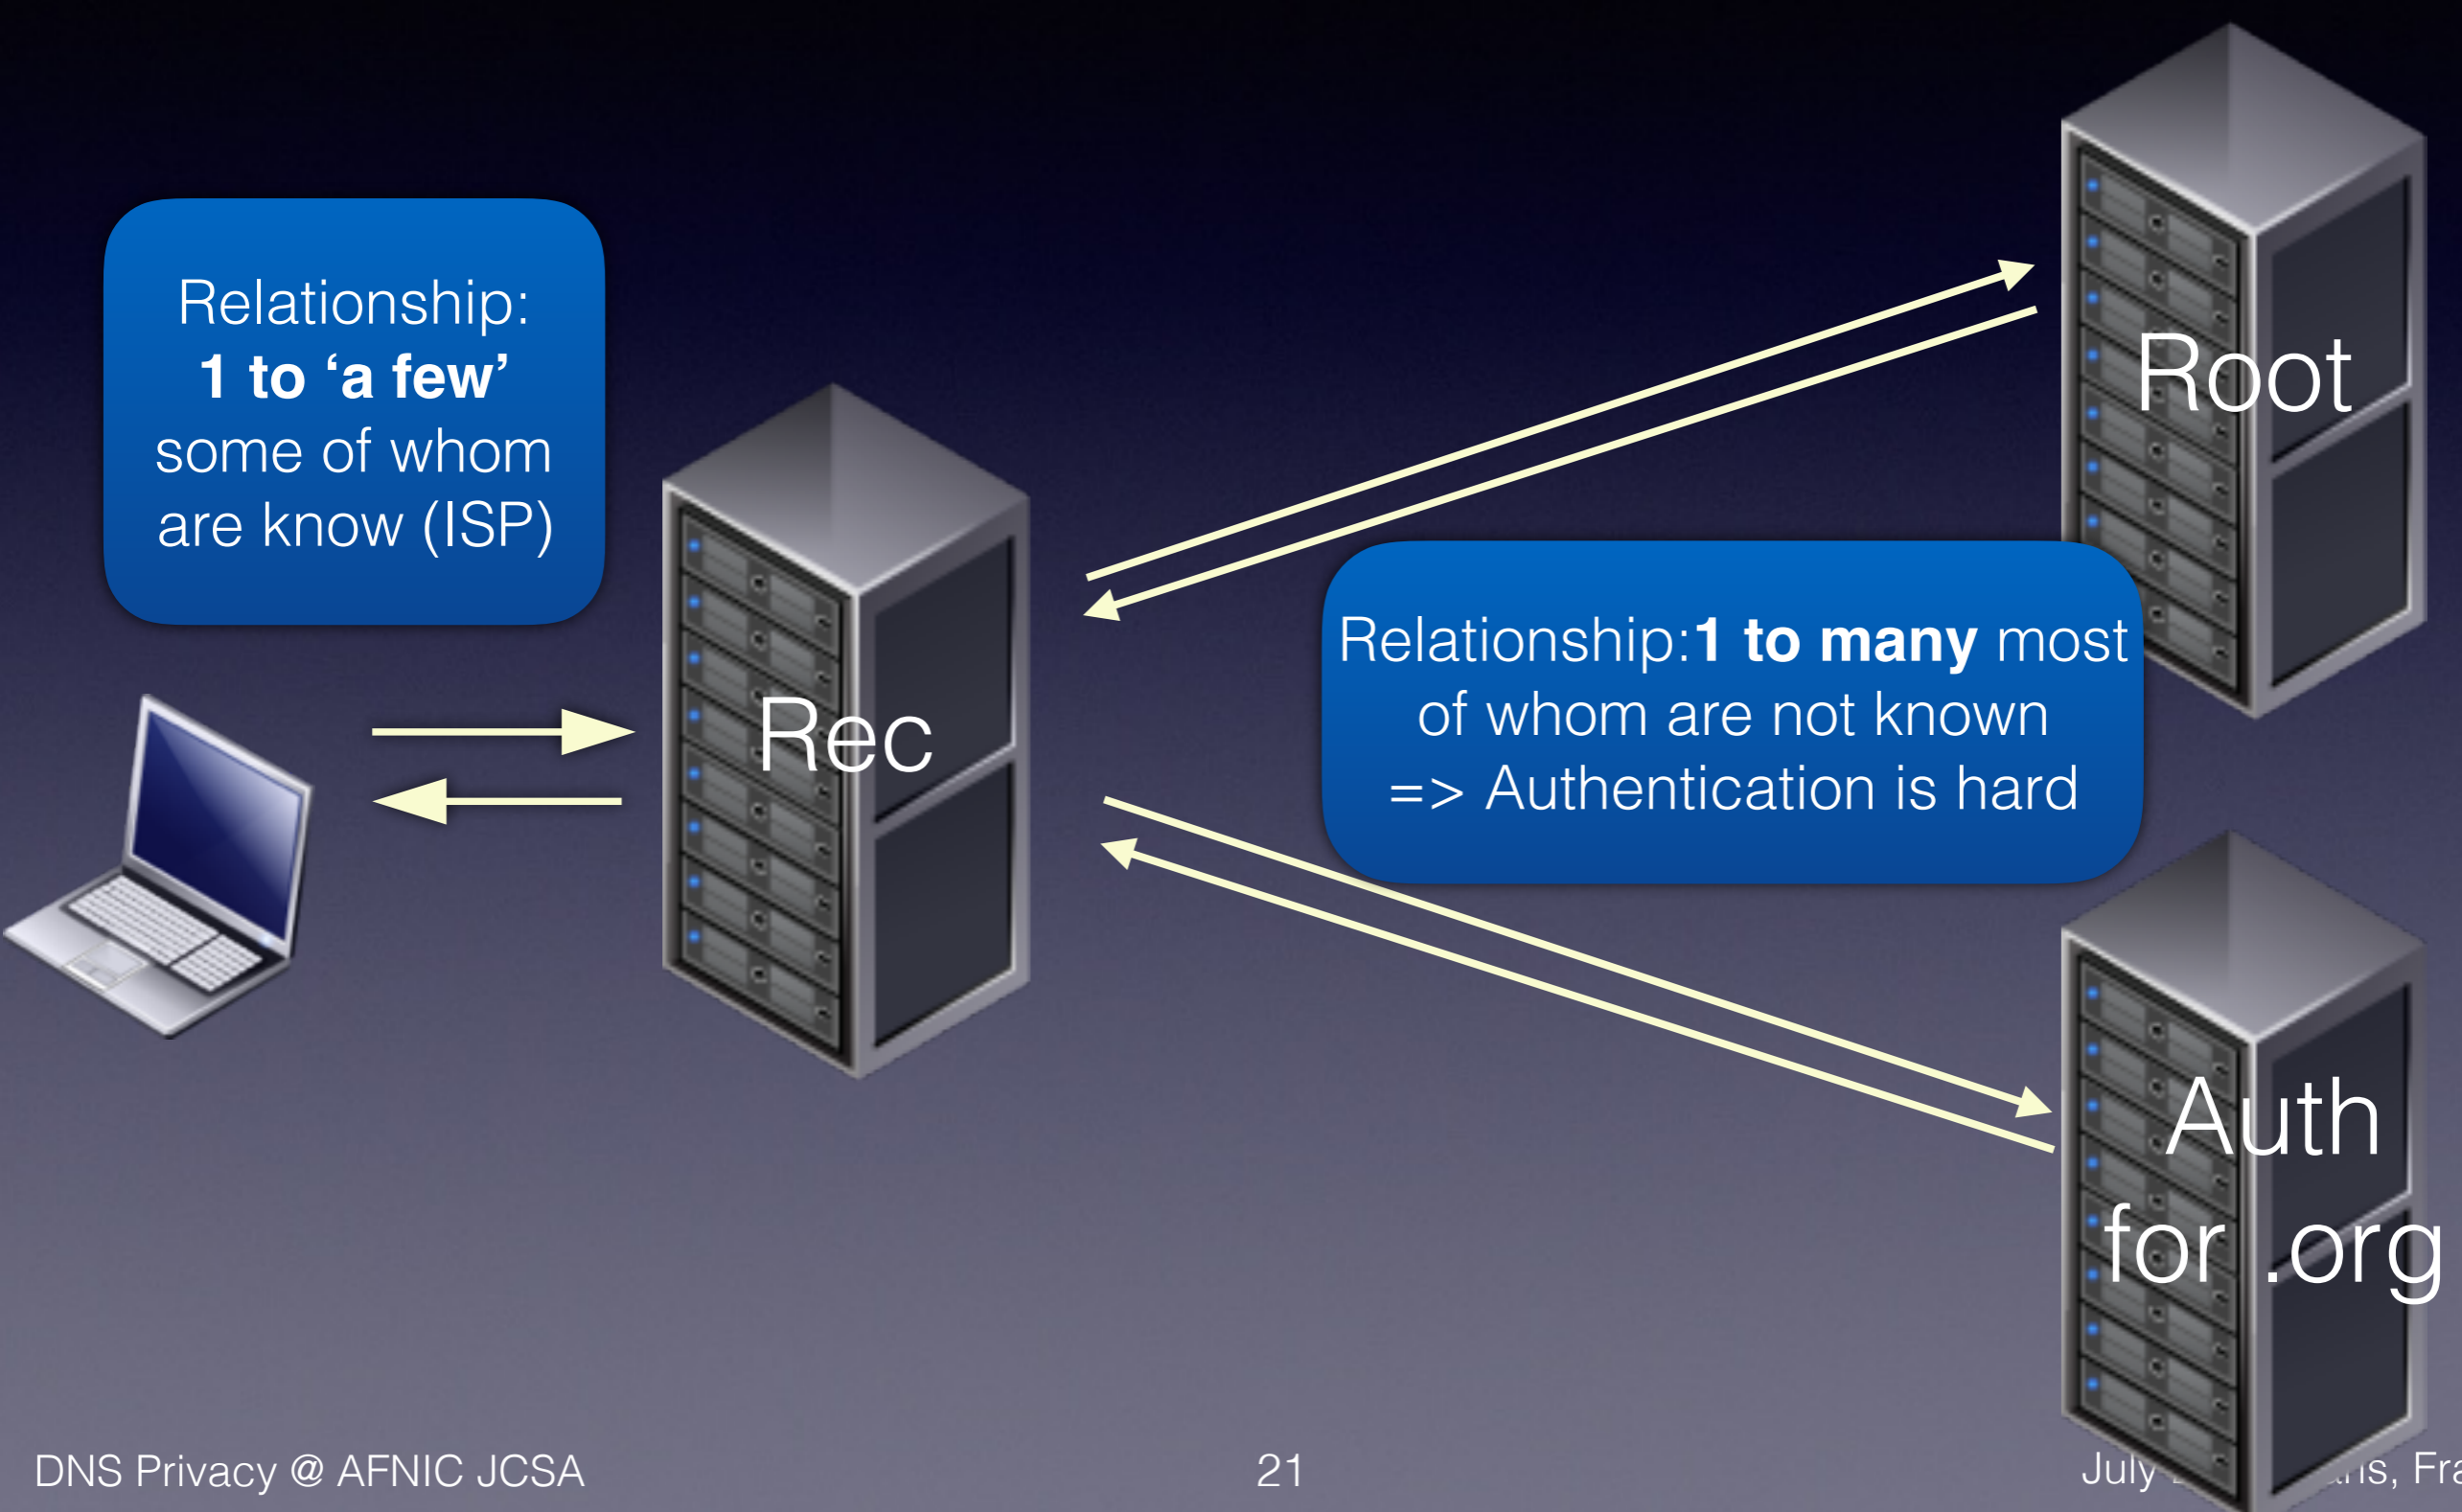 Relationship:
1 to ‘a few’
some of whom
are know (ISP)
Rec
Root
Relationship:1 to many most
of whom are not known
=> Authentication is hard
Auth
for .org
DNS Privacy @ AFNIC JCSA
21
July